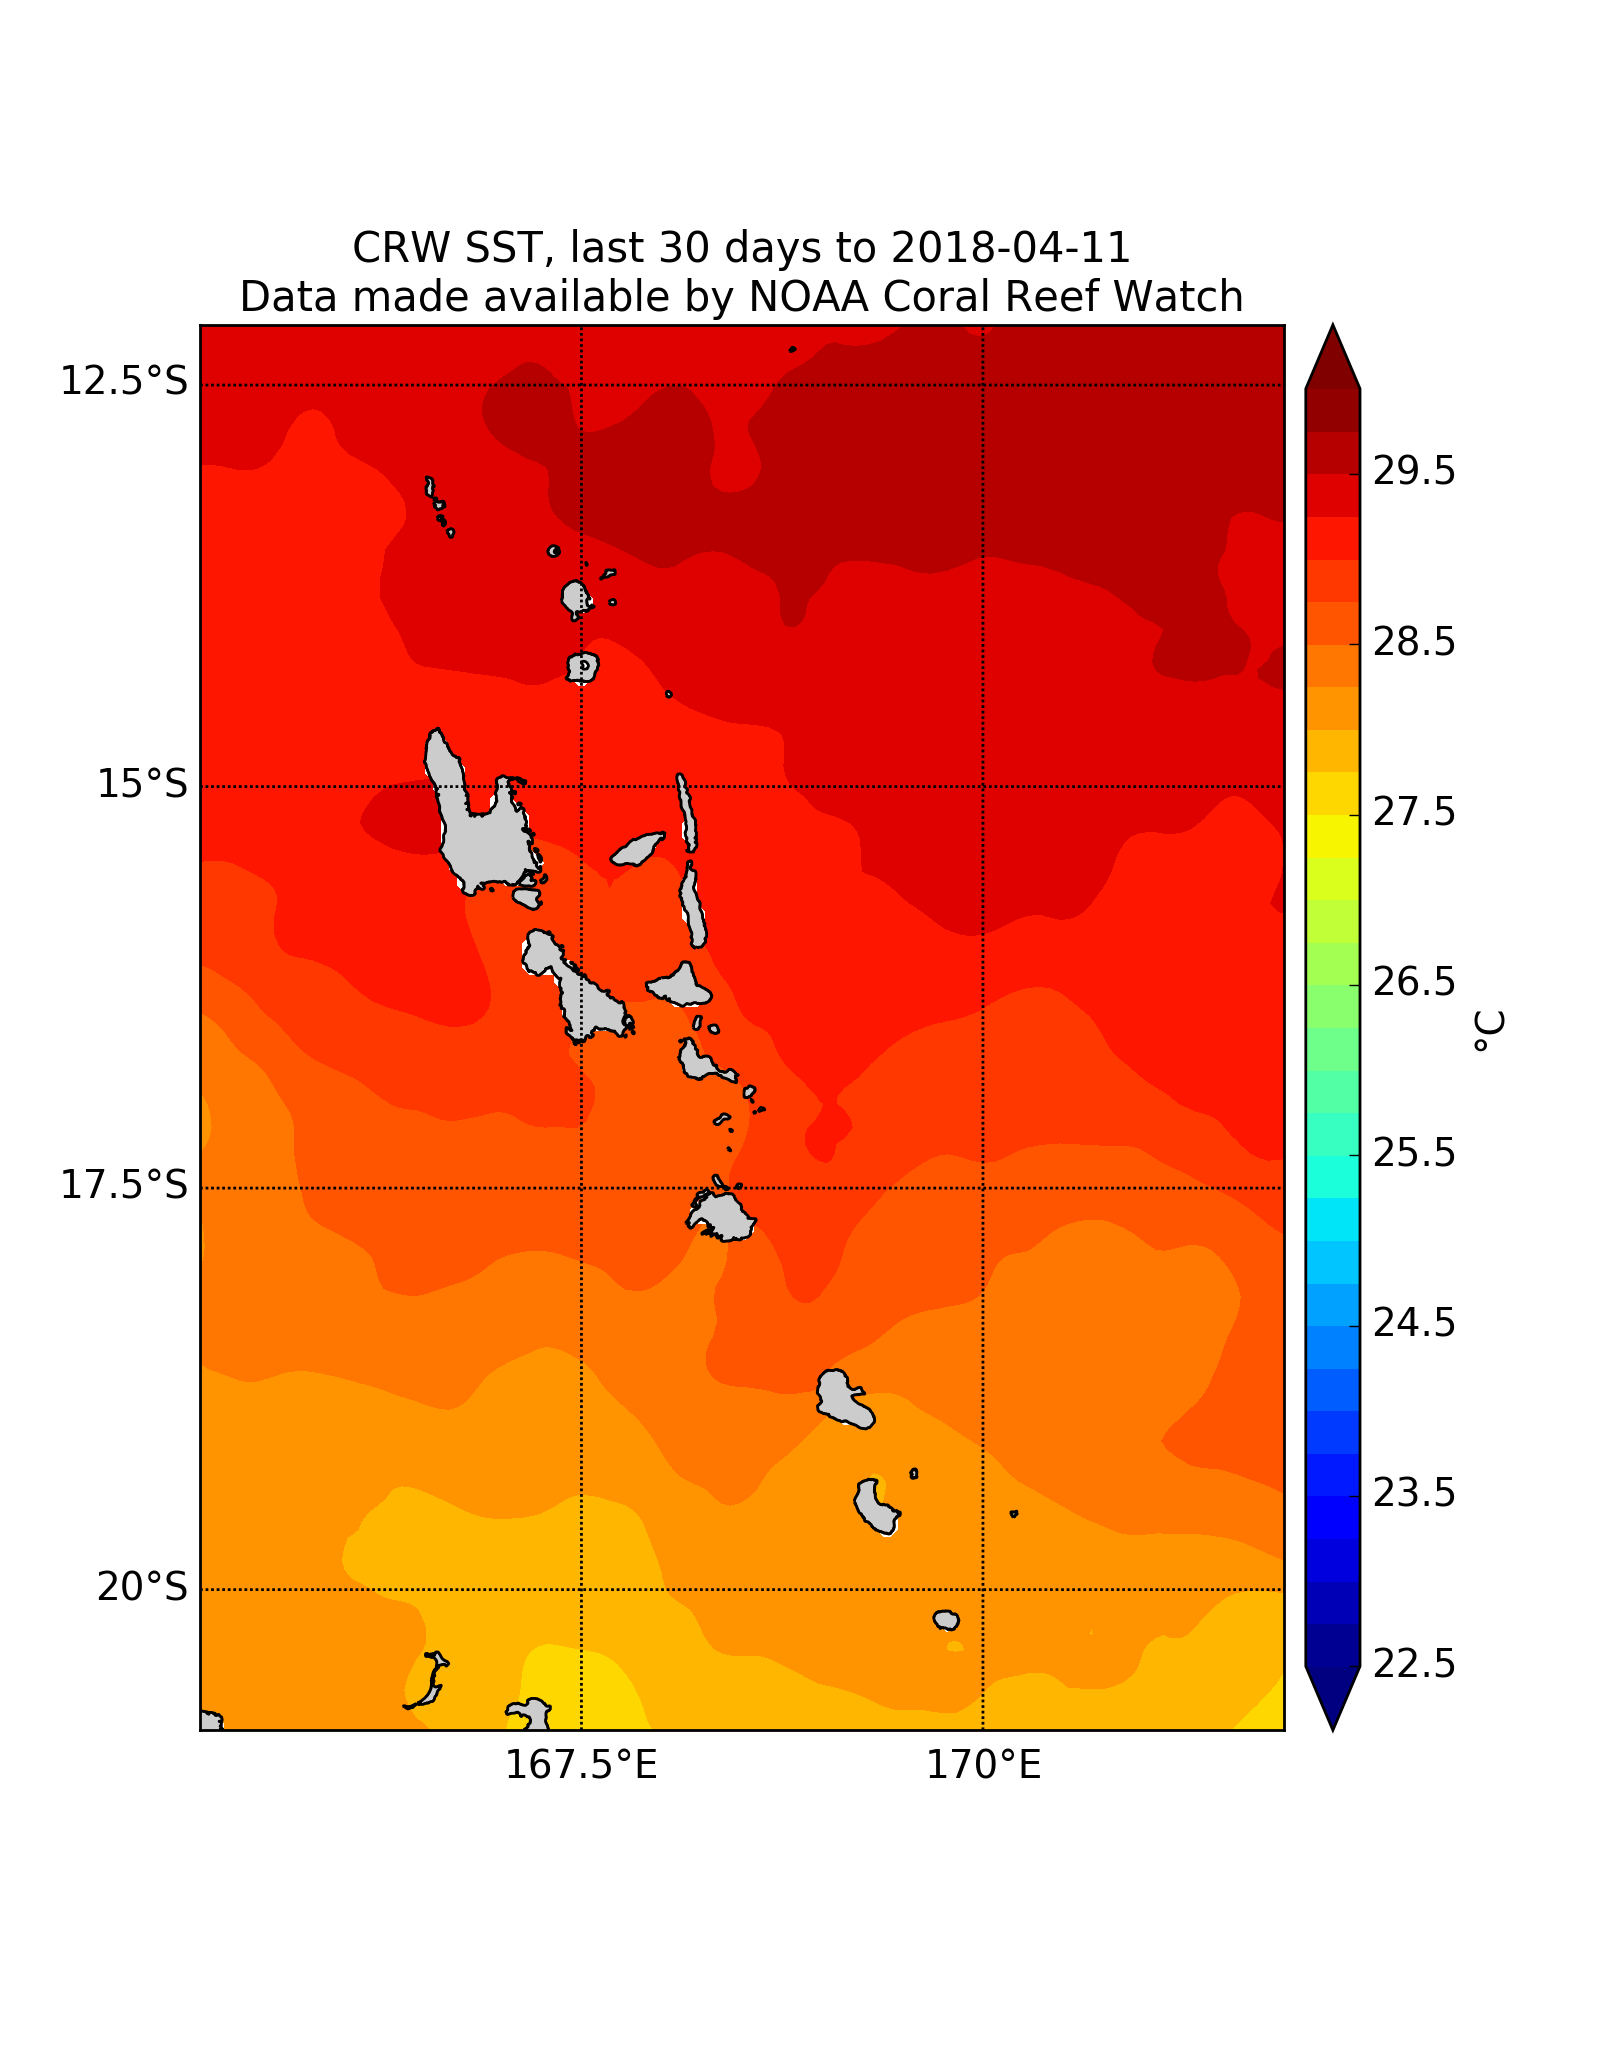 CRW SST, last 30 days to 2018-04-11
Data made available by NOAA Coral Reef Watch
12.5°S
15°S
17.5°S
20°S
167.5°E
170°E
29.5
28.5
27.5
26.5
25.5
24.5
23.5
22.5
°C